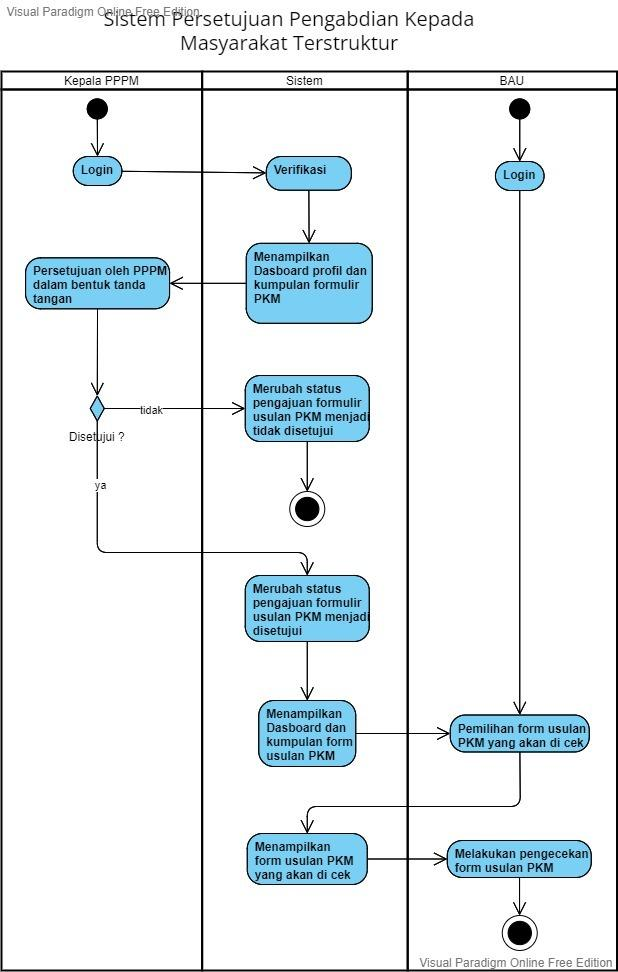 Visual Paradigm Online Free Edition
Sistem Persetujuan Pengabdian Kepada
Masyarakat Terstruktur
Kepala PPPM
Sistem
BAU
Login
Verifikasi
Login
Menampilkan
Dasboard profil dan
kumpulan formulir
PKM
Persetujuan oleh PPPM
dalam bentuk tanda
tangan
Merubah status
pengajuan formulir
usulan PKM menjadi
tidak disetujui
tidak
Disetujui ?
ya
Merubah status
pengajuan formulir
usulan PKM menjadi
disetujui
Menampilkan
Dasboard dan
kumpulan form
usulan PKM
Pemilihan form usulan
PKM yang akan di cek
Menampilkan
form usulan PKM
yang akan di cek
Melakukan pengecekan
form usulan PKM
Visual Paradigm Online Free Edition